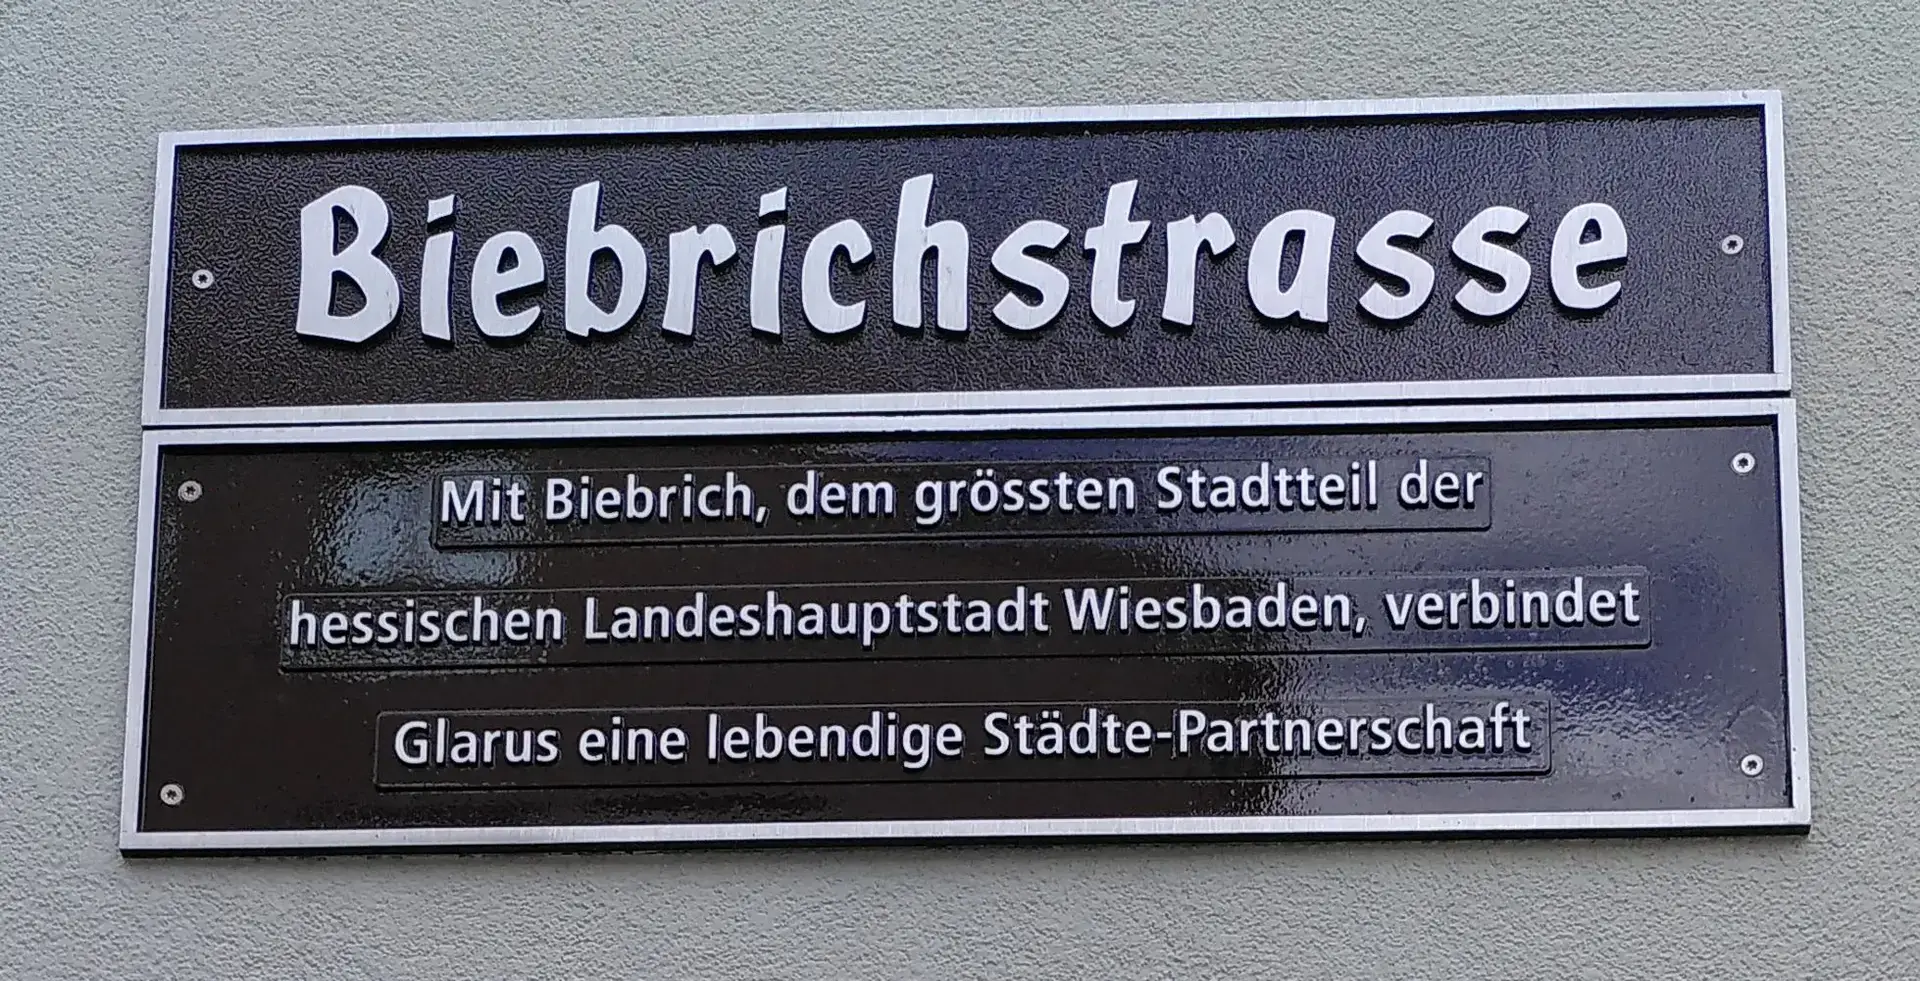 Biebrichstrasse
Mit Biebrich, dem grössten Stadtteil der
hessischen Landeshauptstadt Wiesbaden, verbindet
Glarus eine lebendige Städte-Partnerschaft